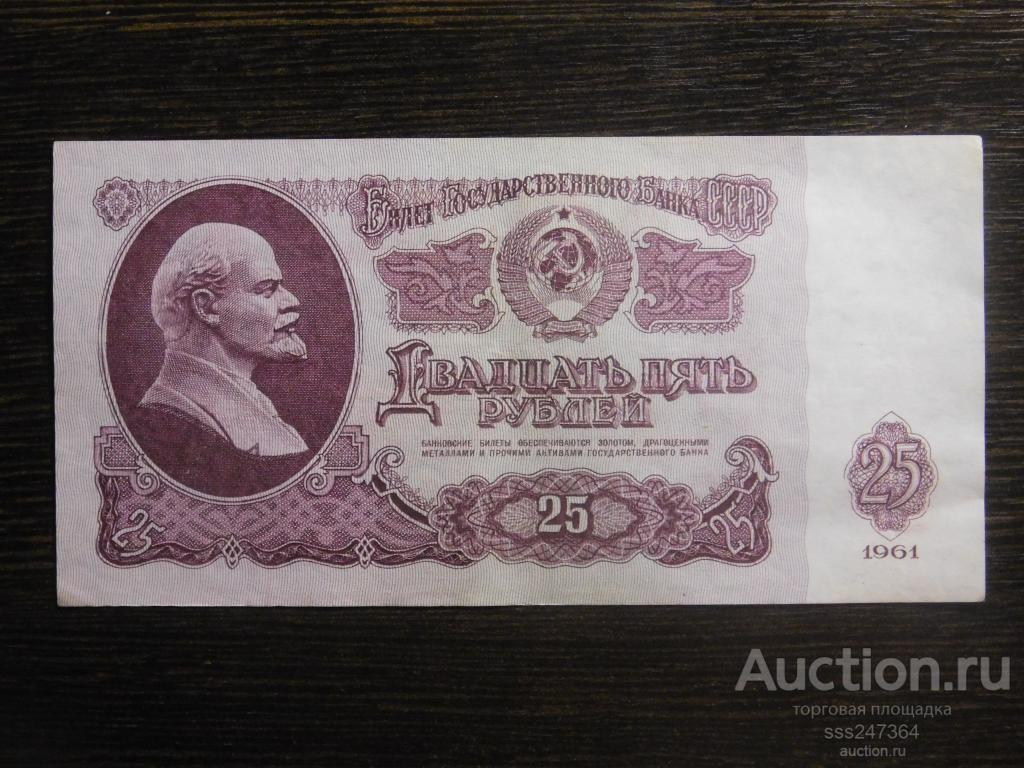 Билет Государственного Банка СССР
Двадцать пять
рублей
БАНКОВСКИЕ БИЛЕТЫ ОБЕСПЕЧИВАЮТСЯ ЗОЛОТОМ, ДРАГОЦЕННЫМИ
МЕТАЛЛАМИ И ПРОЧИМИ АКТИВАМИ ГОСУДАРСТВЕННОГО БАНКА
25
25
25
25
1961
Auction.ru
торговая площадка
sss247364
auction.ru